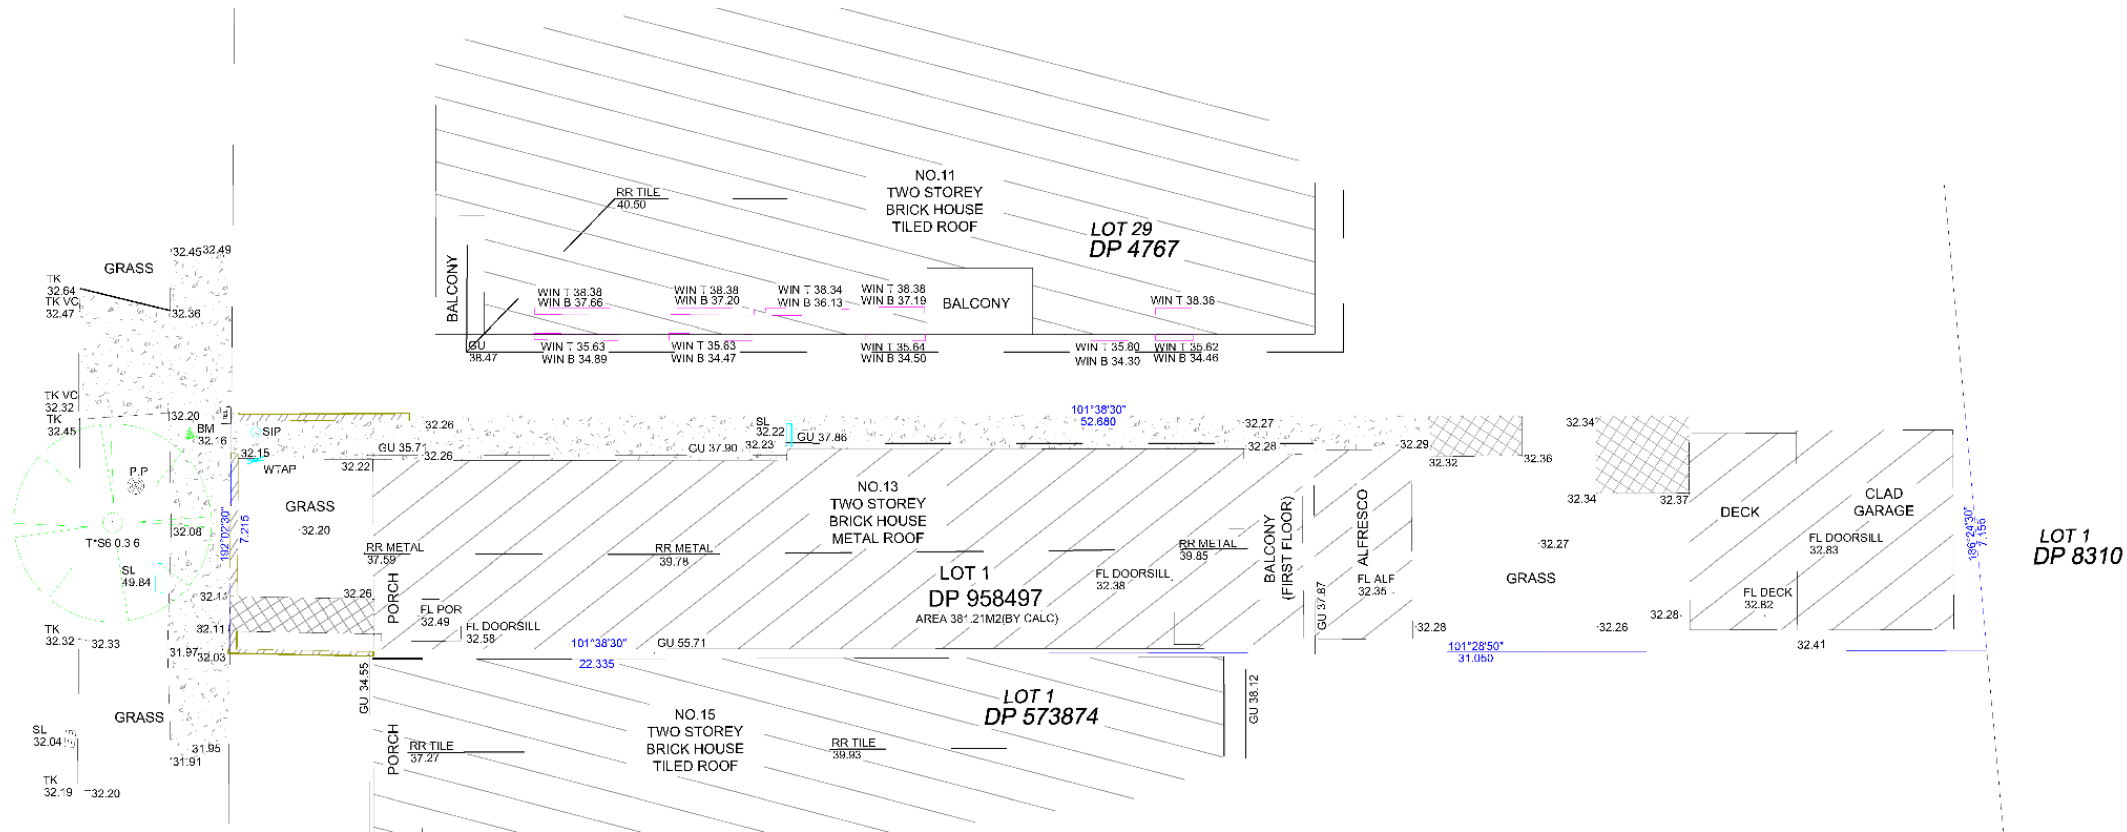 NO.11
TWO STOREY
BRICK HOUSE
TILED ROOF
RR TILE
40.50
LOT 29
DP 4767
BALCONY
WIN T 38.38
WIN B 37.66
WIN T 38.38
WIN B 37.20
WIN T 38.34
WIN B 36.13
WIN T 38.38
WIN B 37.19
BALCONY
WIN T 38.36
GU
38.47
WIN T 35.63
WIN B 34.89
WIN T 35.63
WIN B 34.47
WIN T 35.64
WIN B 34.50
WIN T 35.80
WIN B 34.30
WIN T 35.62
WIN B 34.46
32.45
32.49
GRASS
TK
32.64
TK VC
32.47
32.36
TK VC
32.32
TK
32.45
32.20
BM
32.16
SIP
32.15
WTAP
P.P
32.08
SL
49.84
192°02'30"
7.215
32.11
TK
32.32
32.33
31.97
32.03
GRASS
SL
32.04
31.95
31.91
TK
32.19
32.20
32.26
GU 35.71
32.26
32.22
GU 37.90
SL
32.22
32.23
GU 37.86
101°38'30"
52.680
32.27
32.28
32.29
32.32
32.36
32.34
32.34
32.37
GRASS
32.20
32.26
RR METAL
37.59
PORCH
FL POR
32.49
FL DOORSILL
32.58
RR METAL
39.78
NO.13
TWO STOREY
BRICK HOUSE
METAL ROOF
LOT 1
DP 958497
AREA 381.21M2(BY CALC)
FL DOORSILL
32.38
RR METAL
39.85
BALCONY
(FIRST FLOOR)
GU 37.87
ALFRESCO
FL ALF
32.35
32.27
GRASS
32.28
32.26
32.28
DECK
FL DECK
32.82
CLAD
GARAGE
FL DOORSILL
32.83
32.41
186°24'30"
7.155
LOT 1
DP 8310
101°38'30"
22.335
GU 55.71
101°28'50"
31.050
GU 34.55
PORCH
NO.15
TWO STOREY
BRICK HOUSE
TILED ROOF
RR TILE
37.27
RR TILE
39.93
LOT 1
DP 573874
GU 38.12